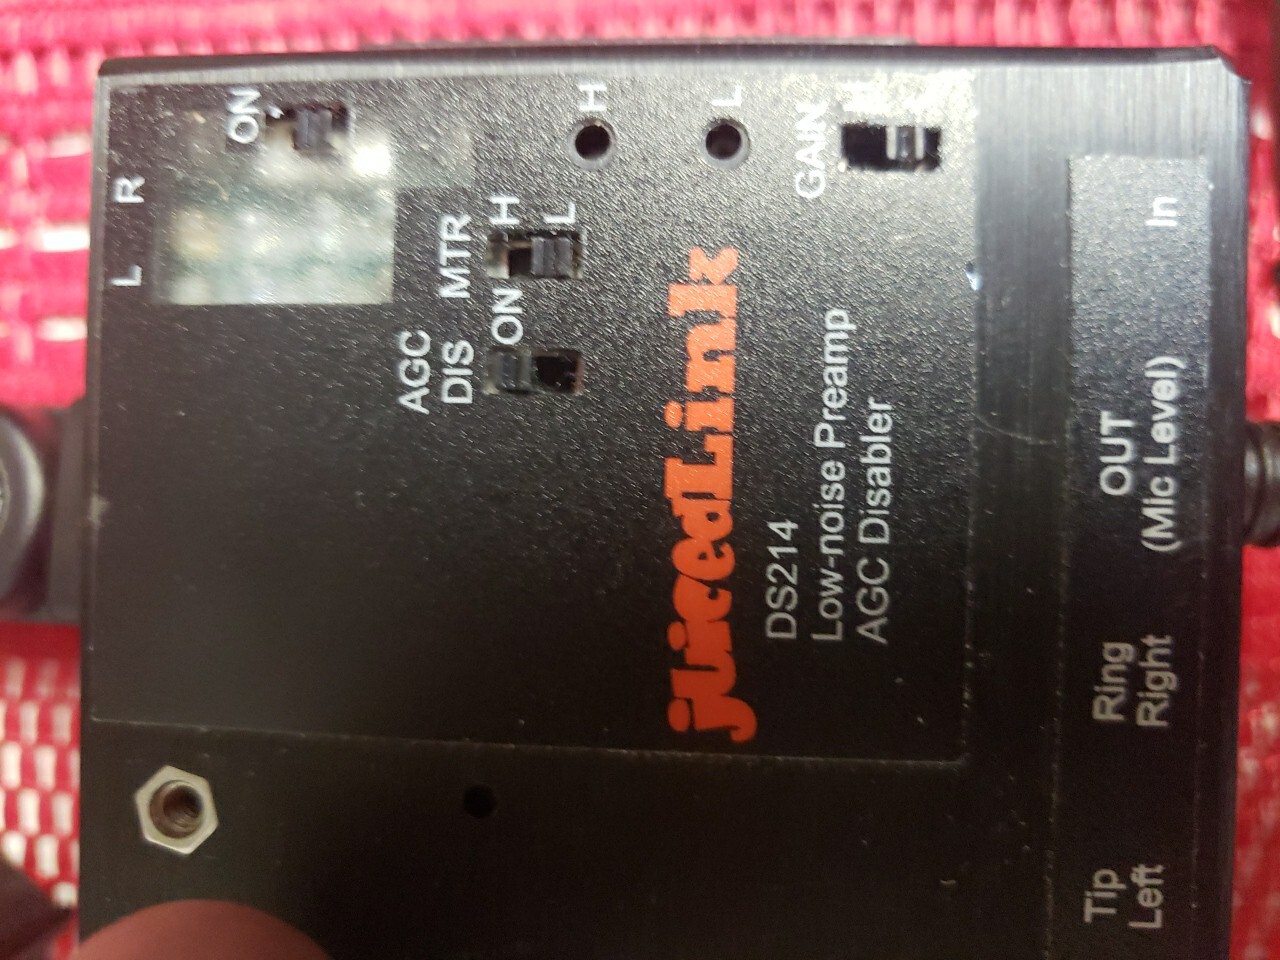 L R
ON
AGC
DIS
MTR
ON
H
L
H
L
GAIN
H
juicedLink
DS214
Low-noise Preamp
AGC Disabler
Tip
Left
Ring
Right
OUT
(Mic Level)
In